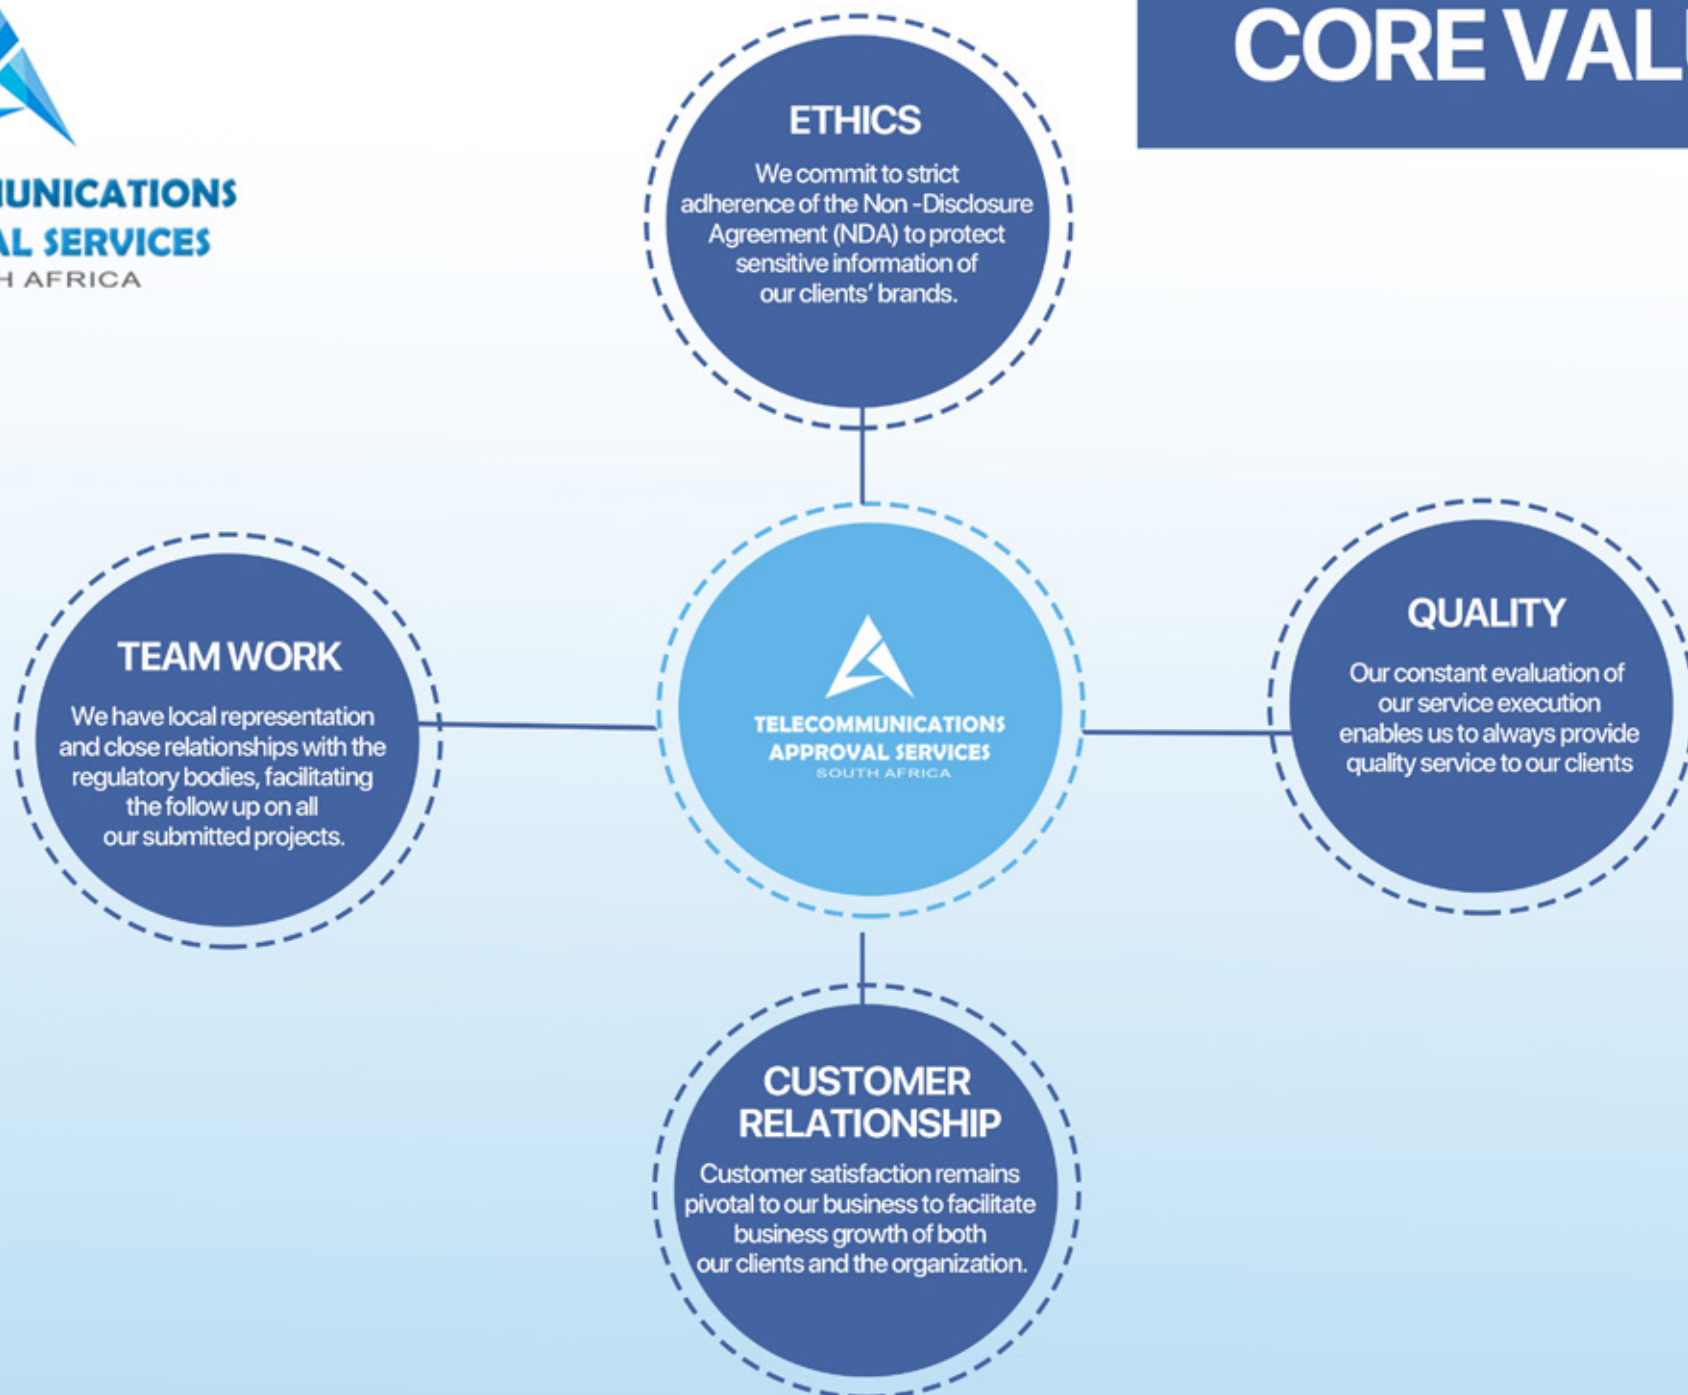 CORE VALU
MUNICATIONS
AL SERVICES
H AFRICA
ETHICS
We commit to strict
adherence of the Non -Disclosure
Agreement (NDA) to protect
sensitive information of
our clients' brands.
TEAM WORK
We have local representation
and close relationships with the
regulatory bodies, facilitating
the follow up on all
our submitted projects.
TELECOMMUNICATIONS
APPROVAL SERVICES
SOUTH AFRICA
QUALITY
Our constant evaluation of
our service execution
enables us to always provide
quality service to our clients
CUSTOMER
RELATIONSHIP
Customer satisfaction remains
pivotal to our business to facilitate
business growth of both
our clients and the organization.